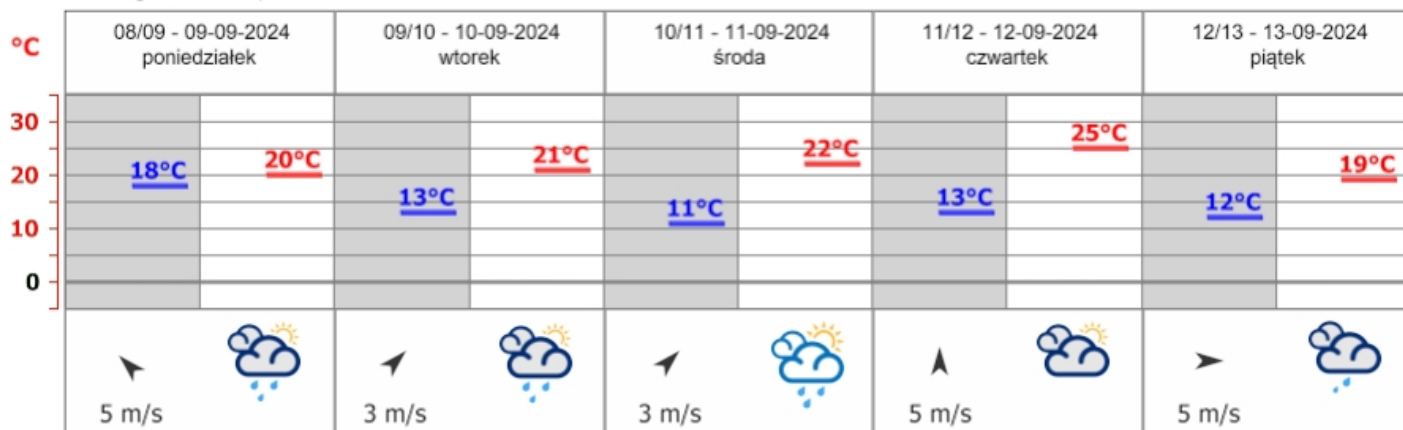 08/09 - 09-09-2024 09/10 - 10-09-2024 10/11 - 11-09-2024 11/12 - 12-09-2024 12/13 - 13-09-2024
°C poniedziałek wtorek środa czwartek piątek
30
20
10
0
18°C 20°C 13°C 21°C 11°C 22°C 13°C 25°C 12°C 19°C
5 m/s 3 m/s 3 m/s 5 m/s 5 m/s